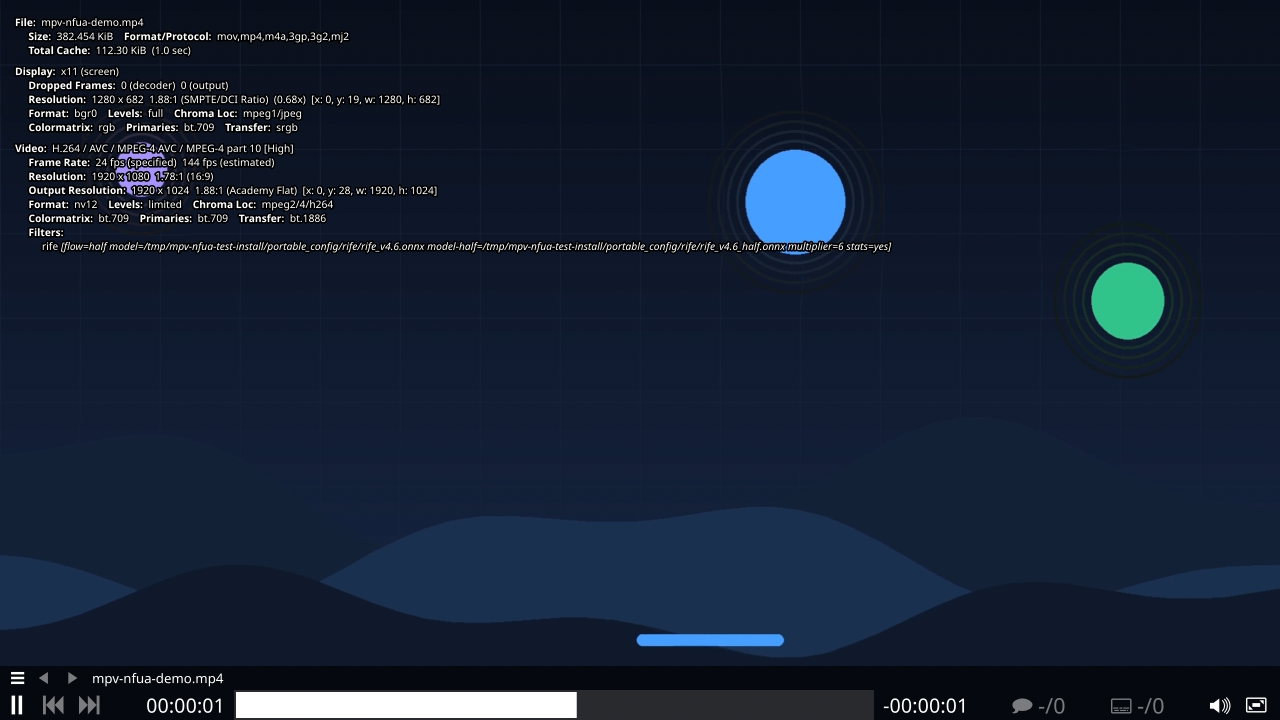 File: mpv-nfua-demo.mp4
Size: 382.454 KiB Format/Protocol: mov,mp4,m4a,3gp,3g2,mj2
Total Cache: 112.30 KiB (1.0 sec)
Display: x11 (screen)
Dropped Frames: 0 (decoder) 0 (output)
Resolution: 1280 x 682 1.88:1 (SMPTE/DCI Ratio) (0.68x) [x: 0, y: 19, w: 1280, h: 682]
Format: bgr0 Levels: full Chroma Loc: mpeg1/jpeg
Colormatrix: rgb Primaries: bt.709 Transfer: srgb
Video: H.264 / AVC / MPEG-4 AVC / MPEG-4 part 10 [High]
Frame Rate: 24 fps (specified) 144 fps (estimated)
Resolution: 1920 x 1080 1.78:1 (16:9)
Output Resolution: 1920 x 1024 1.88:1 (Academy Flat) [x: 0, y: 28, w: 1920, h: 1024]
Format: nv12 Levels: limited Chroma Loc: mpeg2/4/h264
Colormatrix: bt.709 Primaries: bt.709 Transfer: bt.1886
Filters:
rife [flow=half model=/tmp/mpv-nfua-test-install/portable_config/rife/rife_v4.6.onnx model-half=/tmp/mpv-nfua-test-install/portable_config/rife/rife_v4.6_half.onnx multiplier=6 stats=yes]
mpv-nfua-demo.mp4
00:00:01 -00:00:01 -/0 -/0